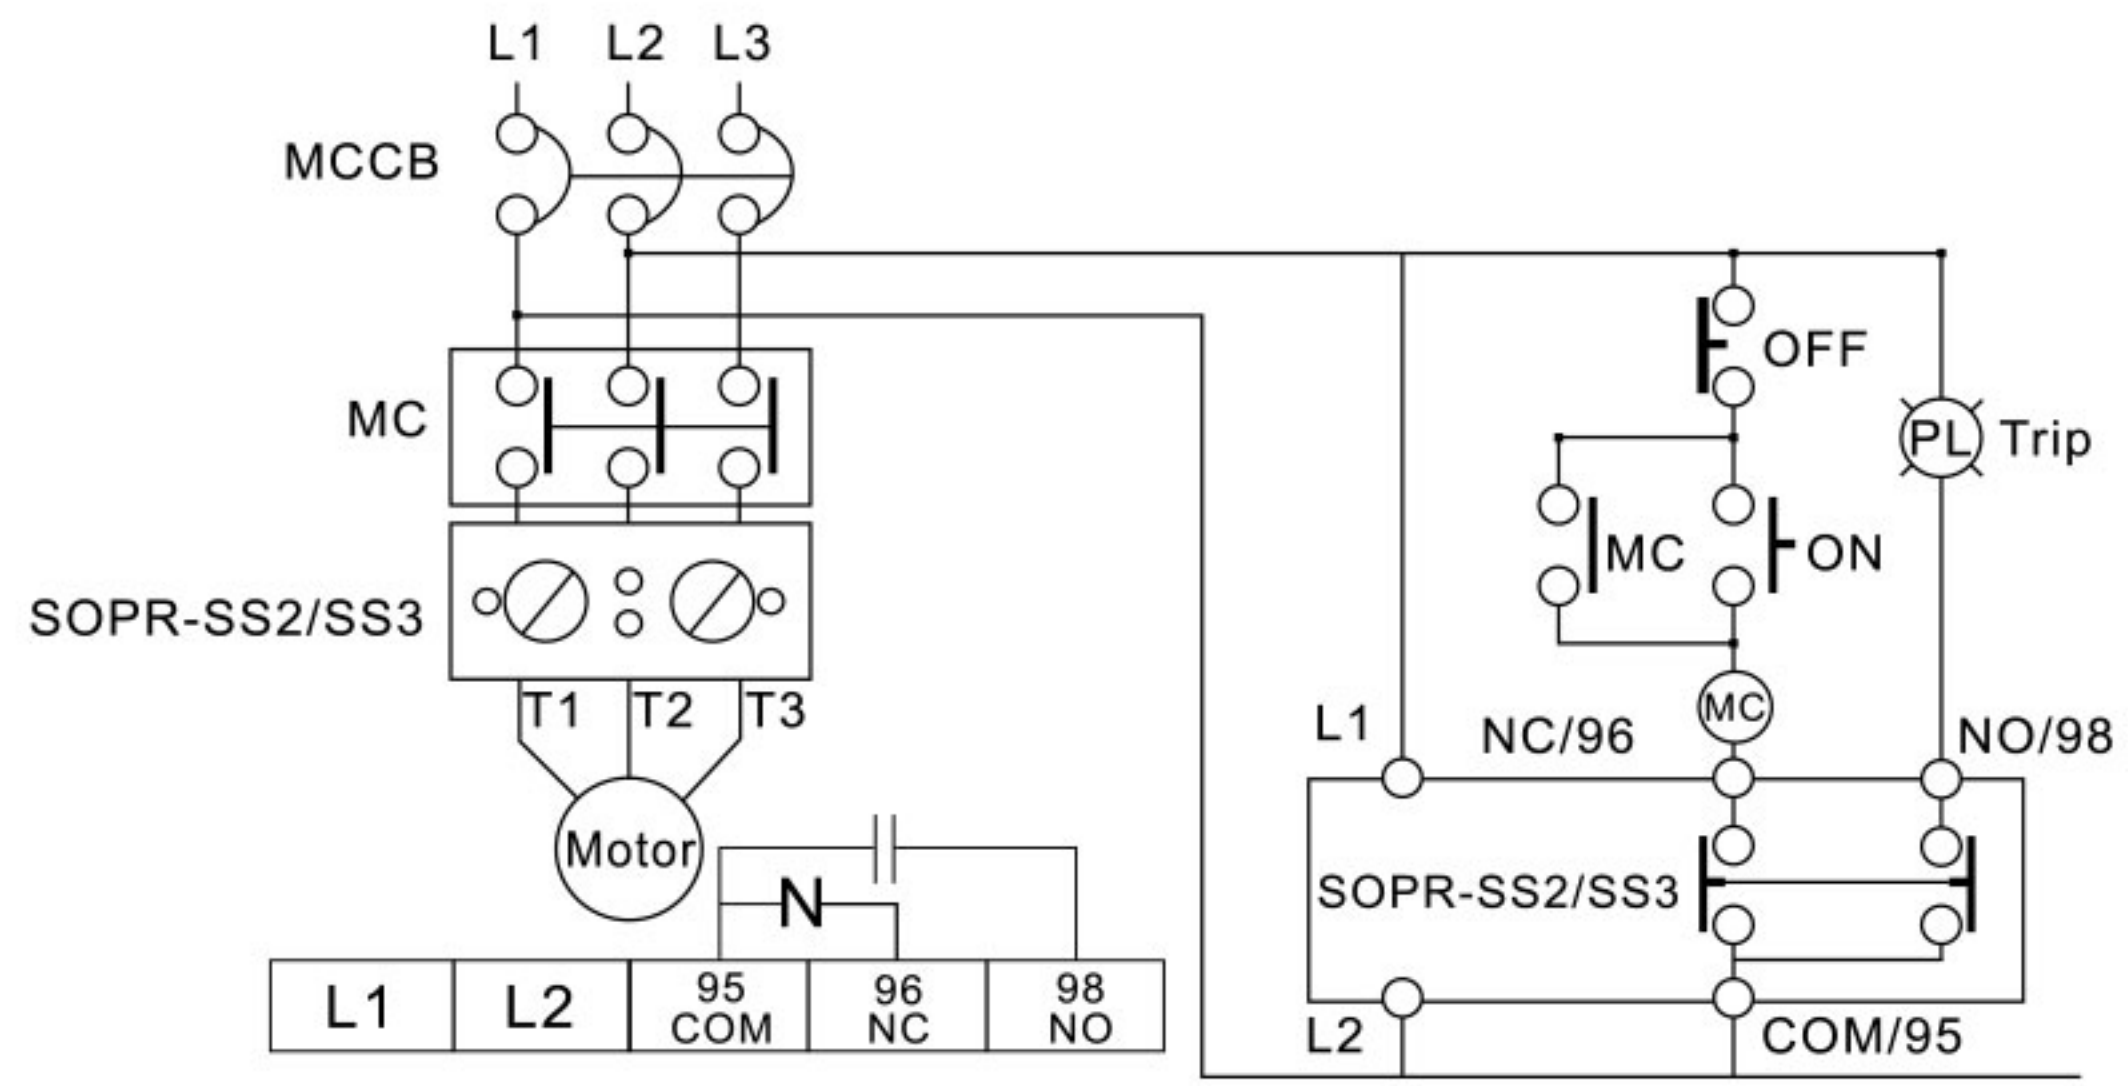 L1 L2 L3
MCCB
OFF
MC
PL Trip
MC ON
SOPR-SS2/SS3
T1 T2 T3
MC
L1 NC/96 NO/98
Motor
N
SOPR-SS2/SS3
L1 L2 95 96 98
COM NC NO
L2 COM/95